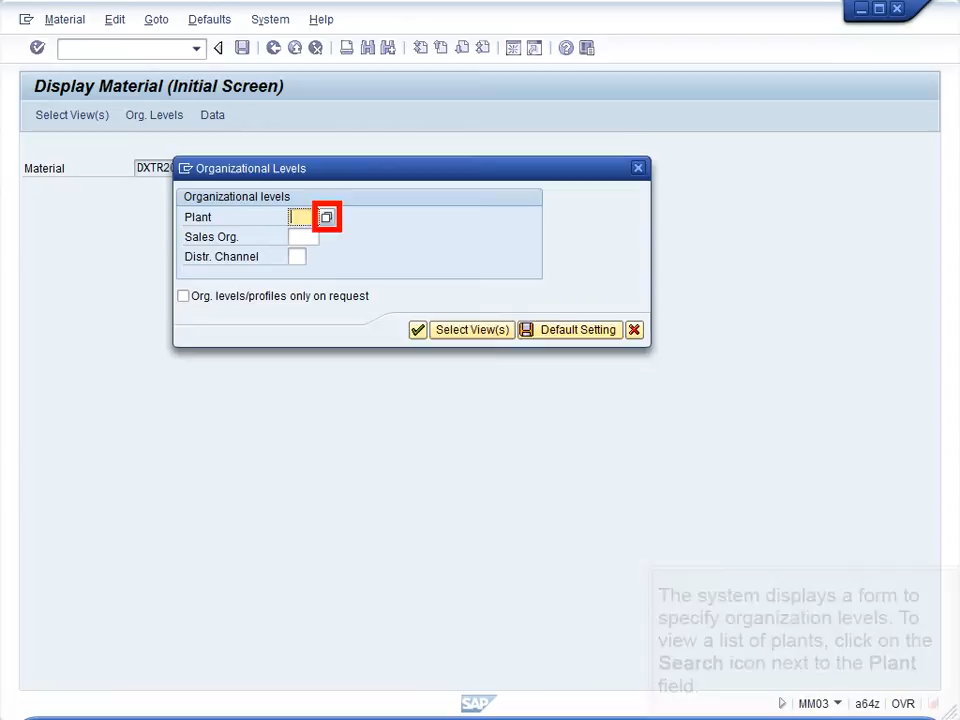 Material Edit Goto Defaults System Help
Display Material (Initial Screen)
Select View(s) Org. Levels Data
Material DXTR20
Organizational Levels
Organizational levels
Plant
Sales Org.
Distr. Channel
Org. levels/profiles only on request
Select View(s) Default Setting
The system displays a form to
specify organization levels. To
view a list of plants, click on the
Search icon next to the Plant
field.
SAP MM03 a64z OVR